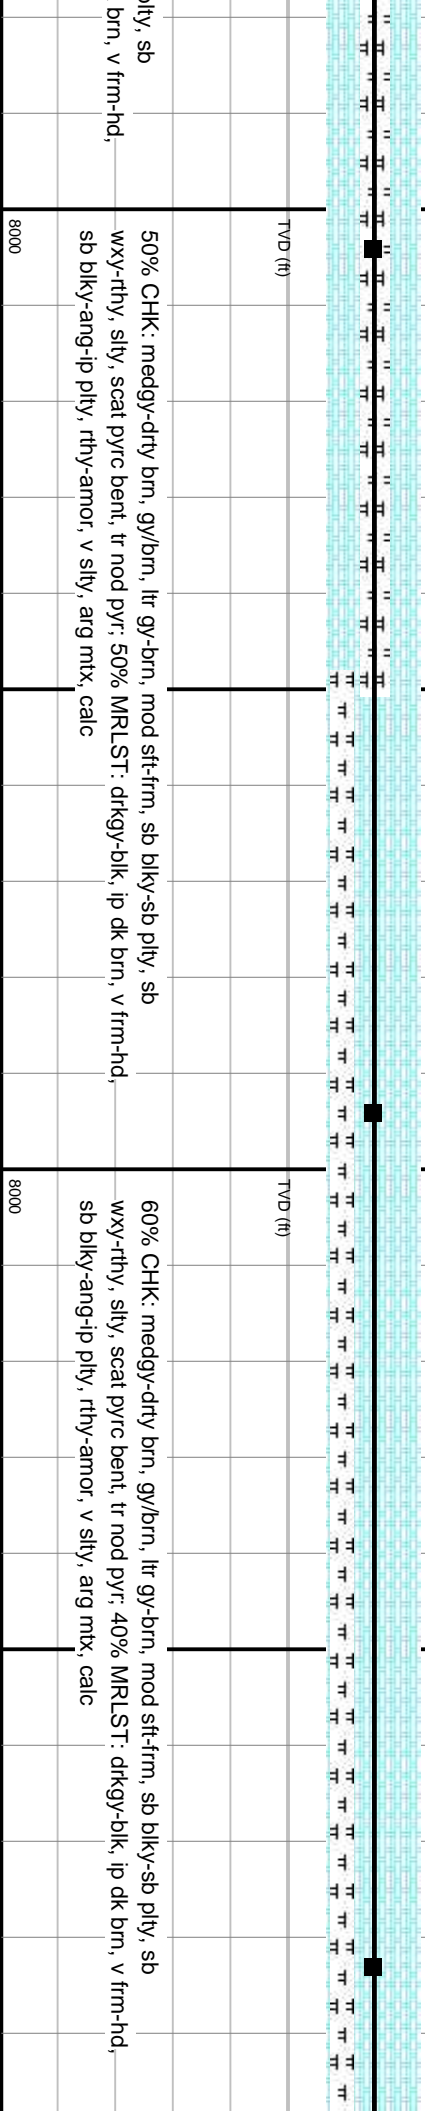 plty, sb
brn, v frm-hd,
TVD (ft)
8000
50% CHK: medgy-drty brn, gy/brn, ltr gy-brn, mod sft-frm, sb blky-sb plty, sb
wxy-rthy, slty, scat pyrc bent, tr nod pyr; 50% MRLST: drkgy-blk, ip dk brn, v frm-hd,
sb blky-ang-ip plty, rthy-amor, v slty, arg mtx, calc
TVD (ft)
8000
60% CHK: medgy-drty brn, gy/brn, ltr gy-brn, mod sft-frm, sb blky-sb plty, sb
wxy-rthy, slty, scat pyrc bent, tr nod pyr; 40% MRLST: drkgy-blk, ip dk brn, v frm-hd,
sb blky-ang-ip plty, rthy-amor, v slty, arg mtx, calc